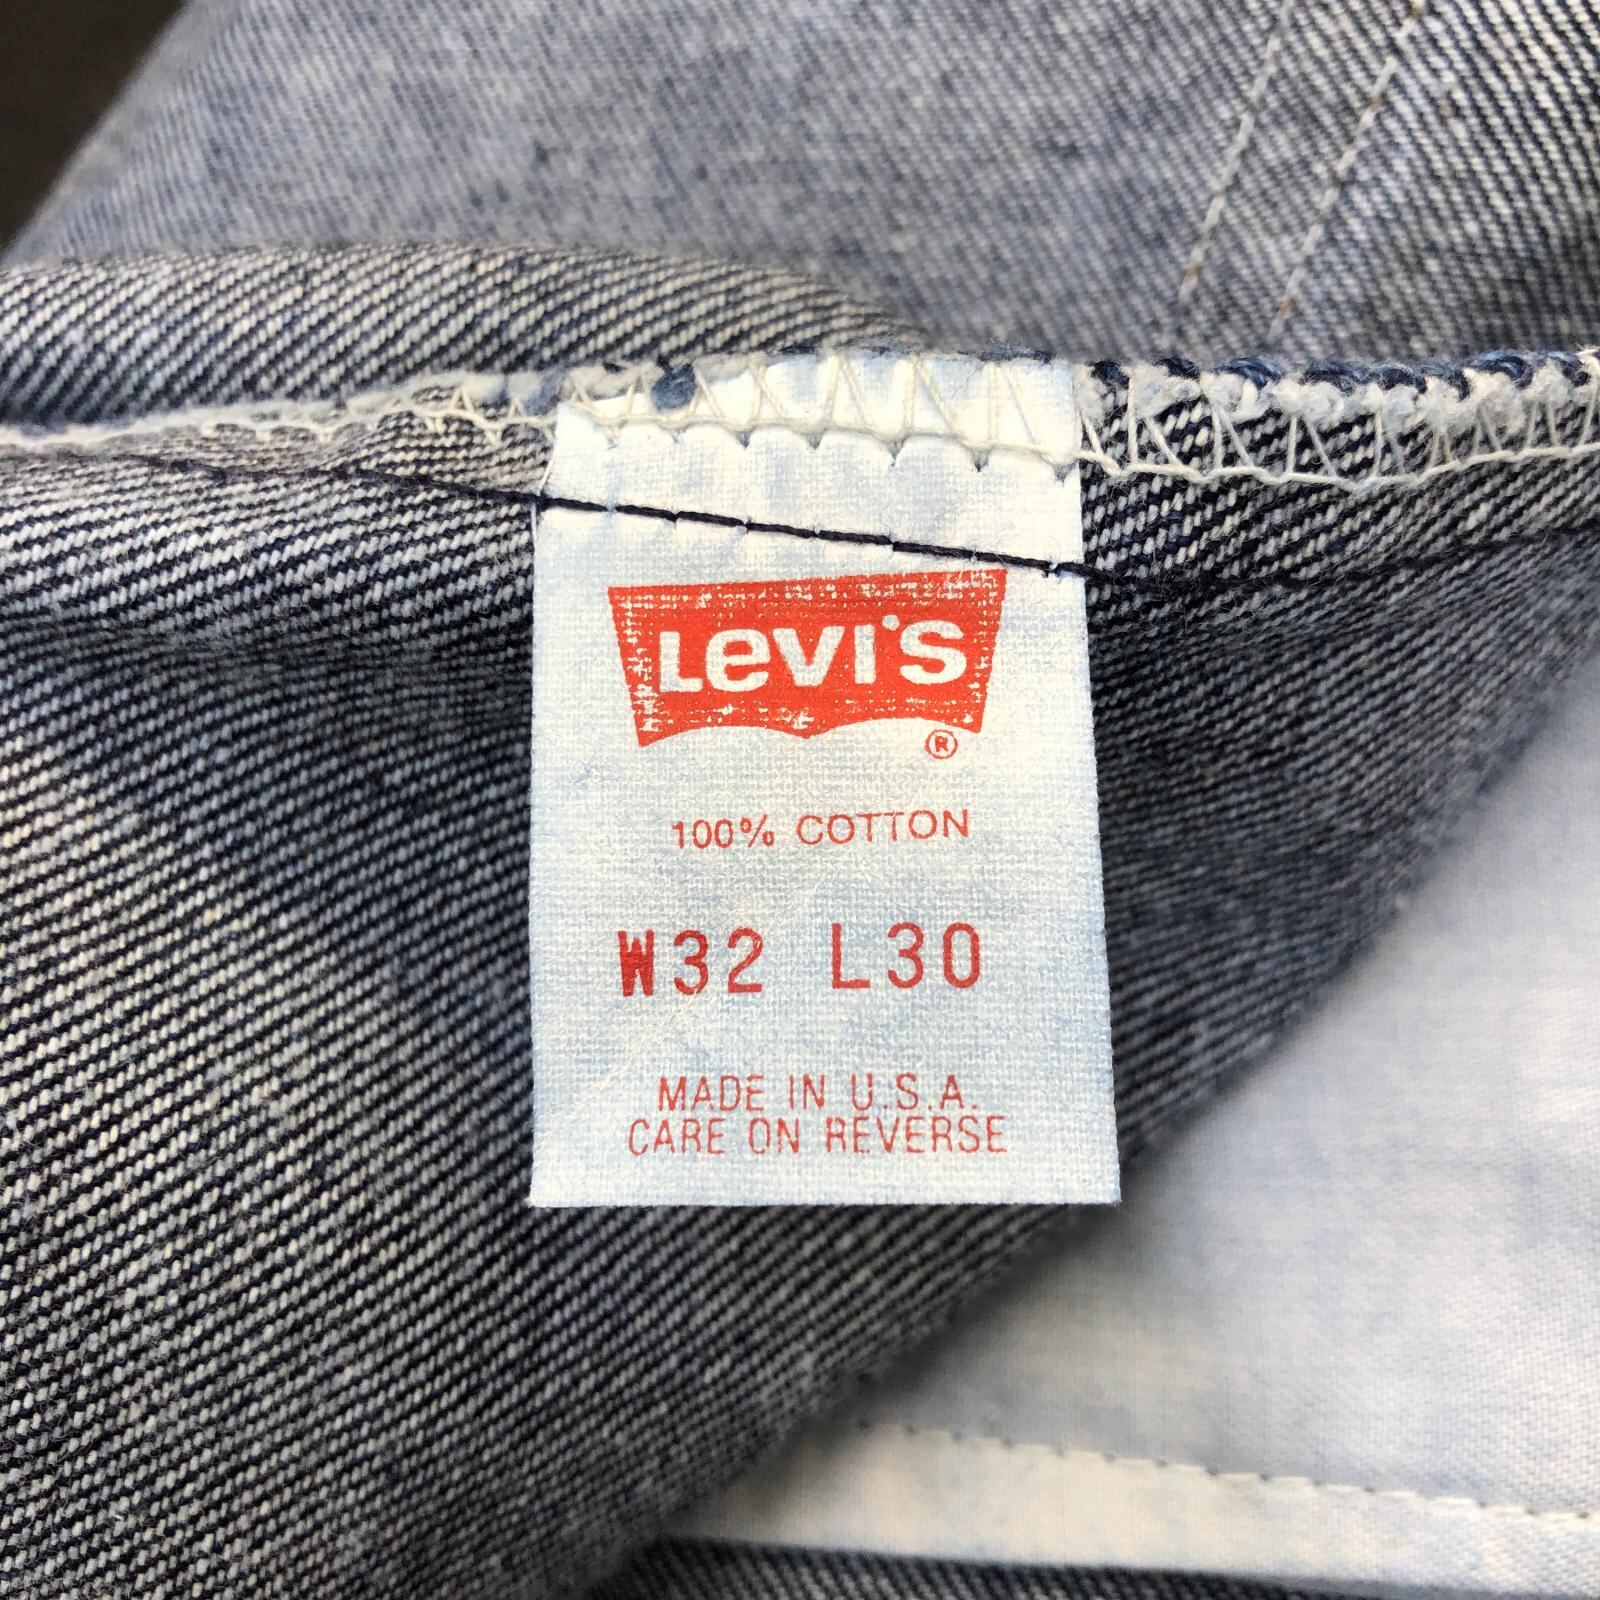 Levi's
®
100% COTTON
W32 L30
MADE IN U.S.A.
CARE ON REVERSE